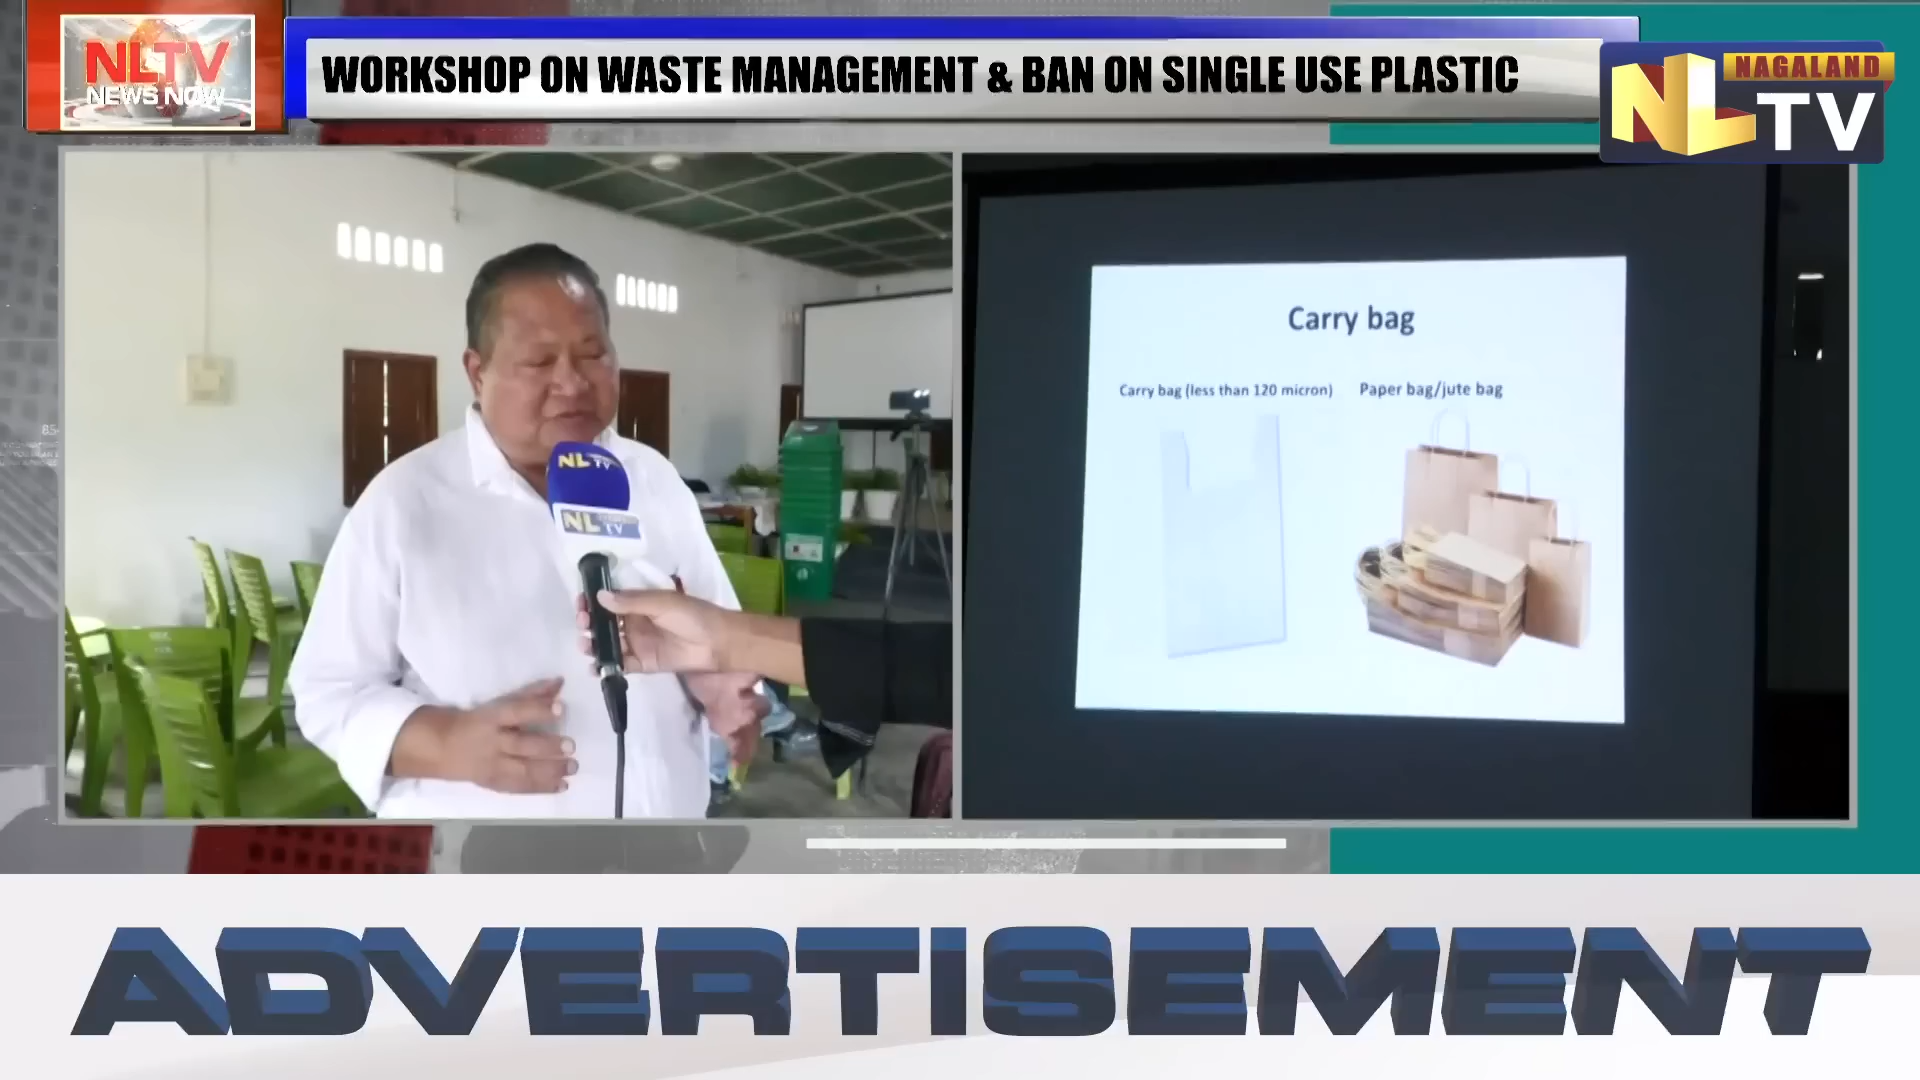 NLTV
NEWS NOW
WORKSHOP ON WASTE MANAGEMENT & BAN ON SINGLE USE PLASTIC
NAGALAND
NLTV
Carry bag
Carry bag (less than 120 micron)
Paper bag/jute bag
NL TV
NL TV
ADVERTISEMENT